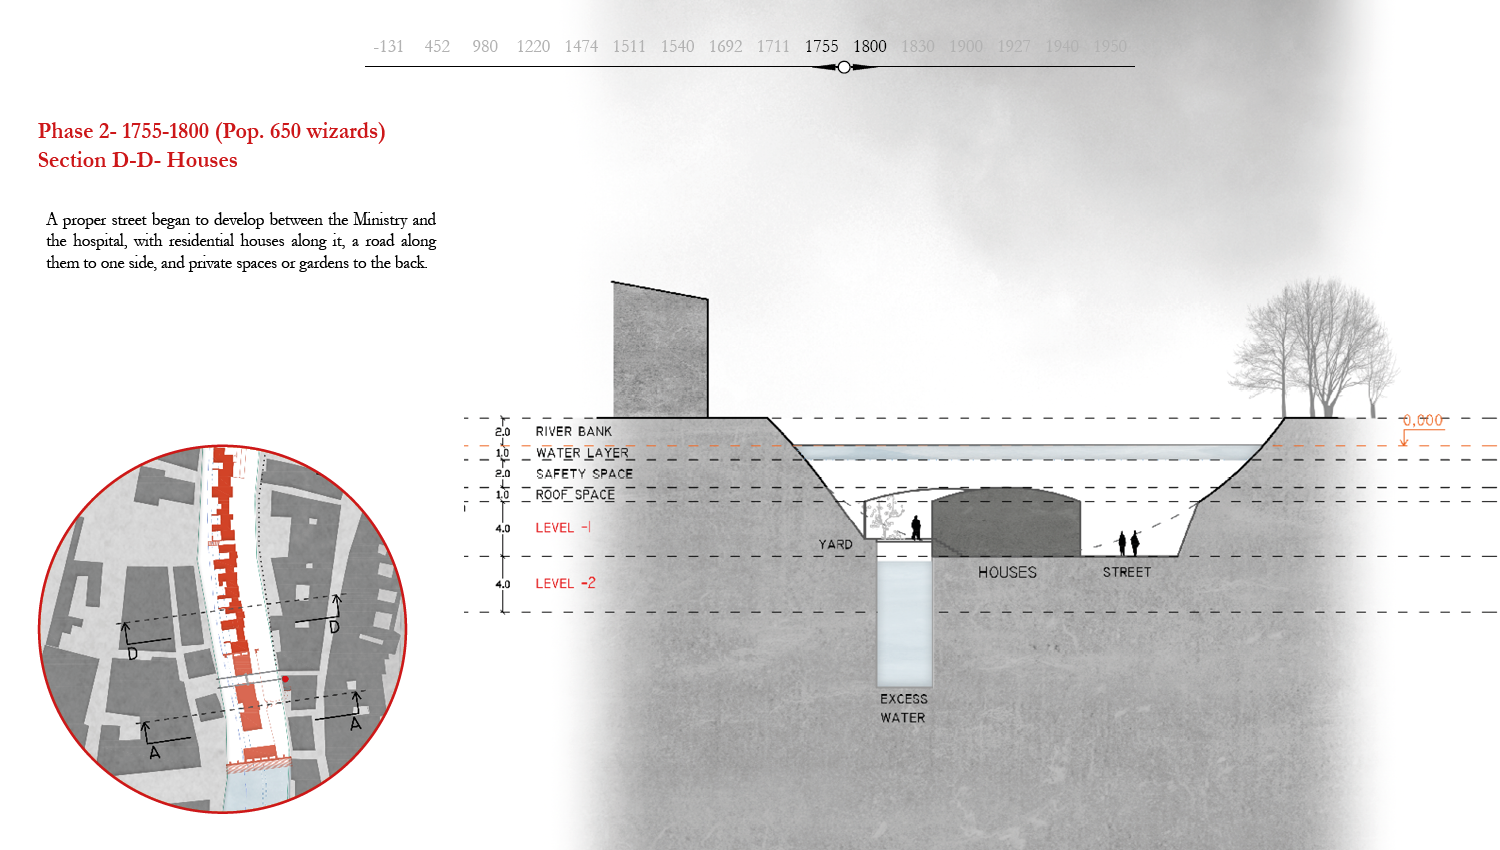 -131 452 980 1220 1474 1511 1540 1692 1711 1755 1800 1830 1900 1927 1940 1950
Phase 2- 1755-1800 (Pop. 650 wizards)
Section D-D- Houses
A proper street began to develop between the Ministry and
the hospital, with residential houses along it, a road along
them to one side, and private spaces or gardens to the back.
0,000
2.0 RIVER BANK
1.0 WATER LAYER
2.0 SAFETY SPACE
1.0 ROOF SPACE
4.0 LEVEL -1
YARD
HOUSES
STREET
4.0 LEVEL -2
EXCESS
WATER
D
D
A
A